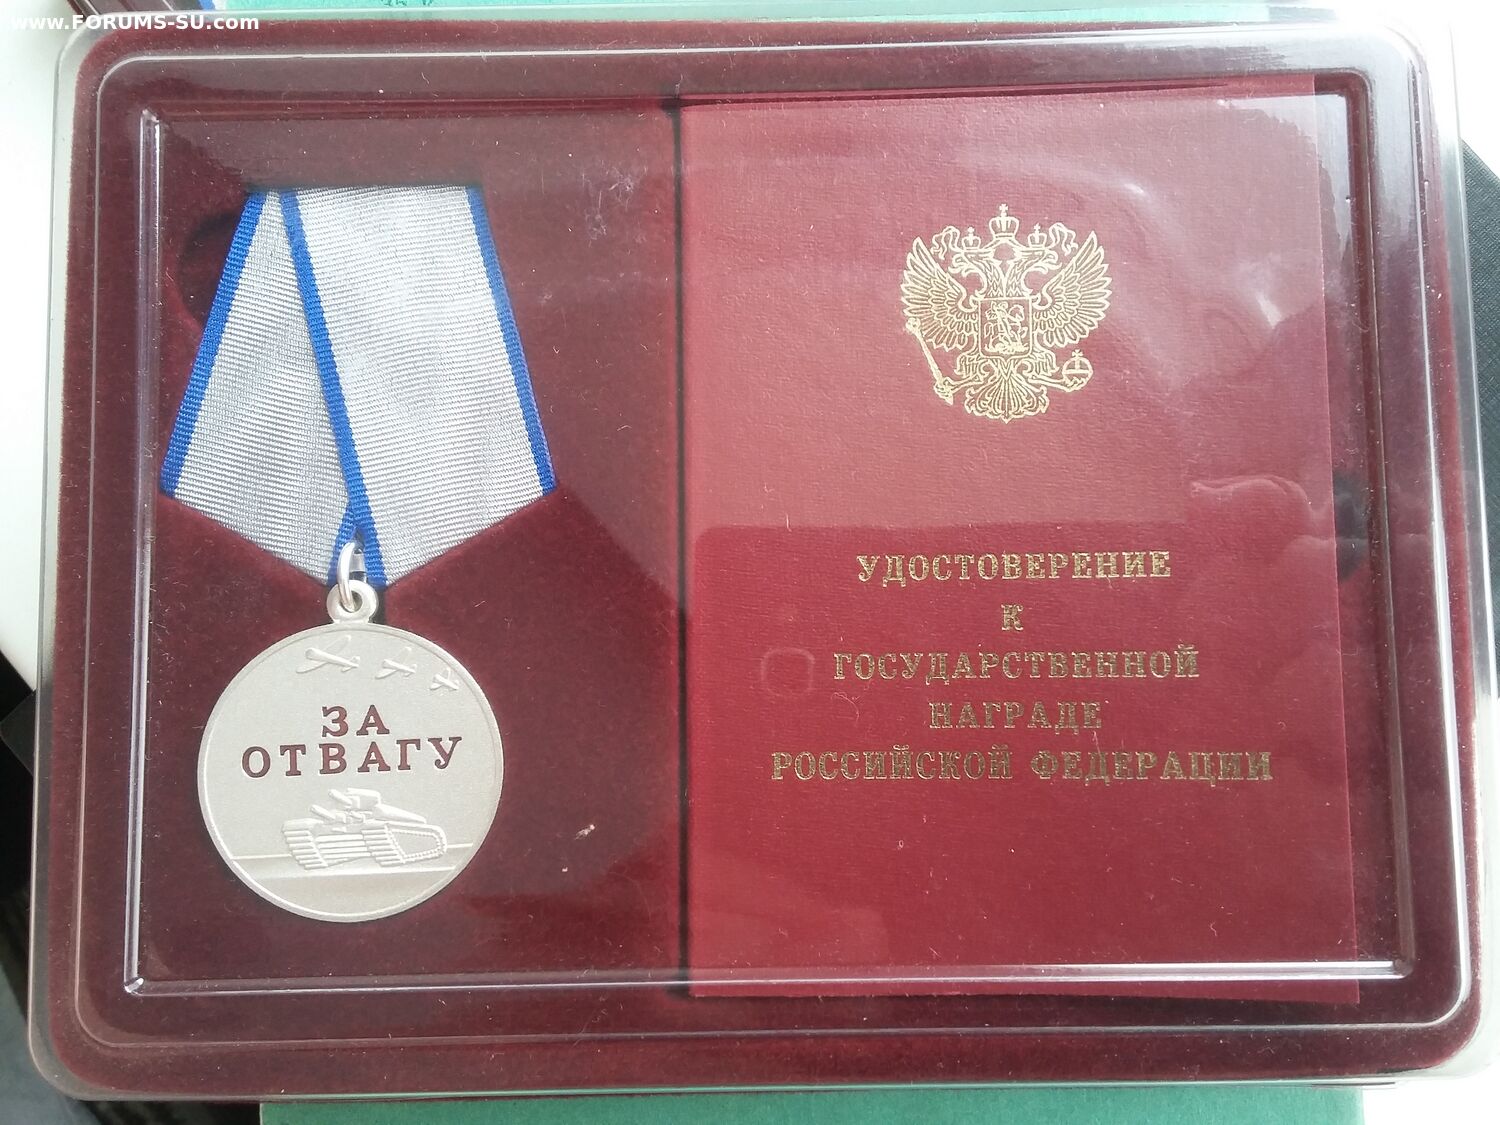 www.FORUMS-SU.com
ЗА
ОТВАГУ
УДОСТОВЕРЕНИЕ
К
ГОСУДАРСТВЕННОЙ
НАГРАДЕ
РОССИЙСКОЙ ФЕДЕРАЦИИ